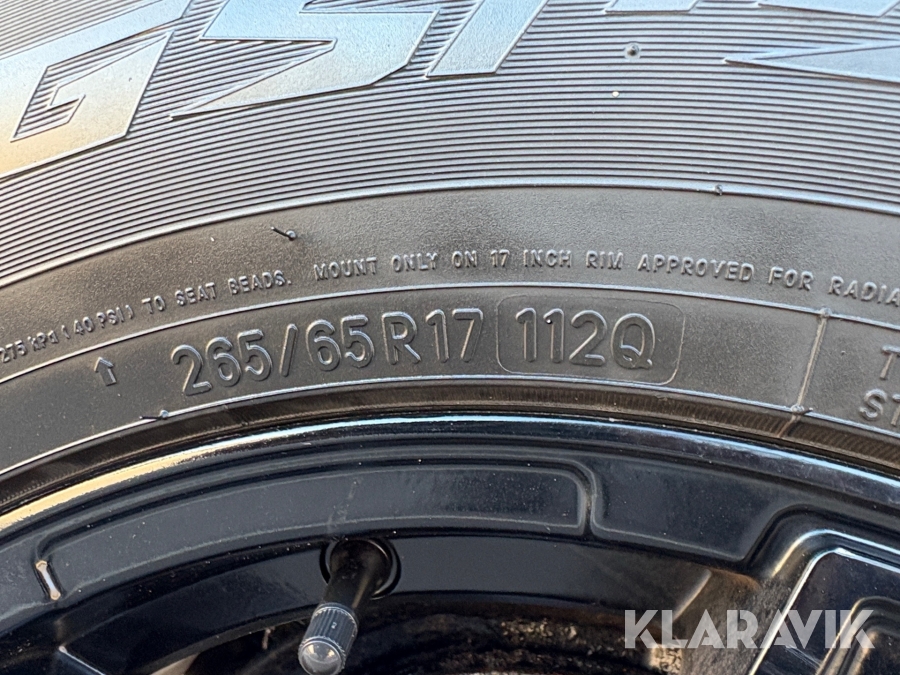 GSI
275 kPa (40 PSI) TO SEAT BEADS. MOUNT ONLY ON 17 INCH RIM APPROVED FOR RADIA
265/65R17 112Q
KLARAVIK